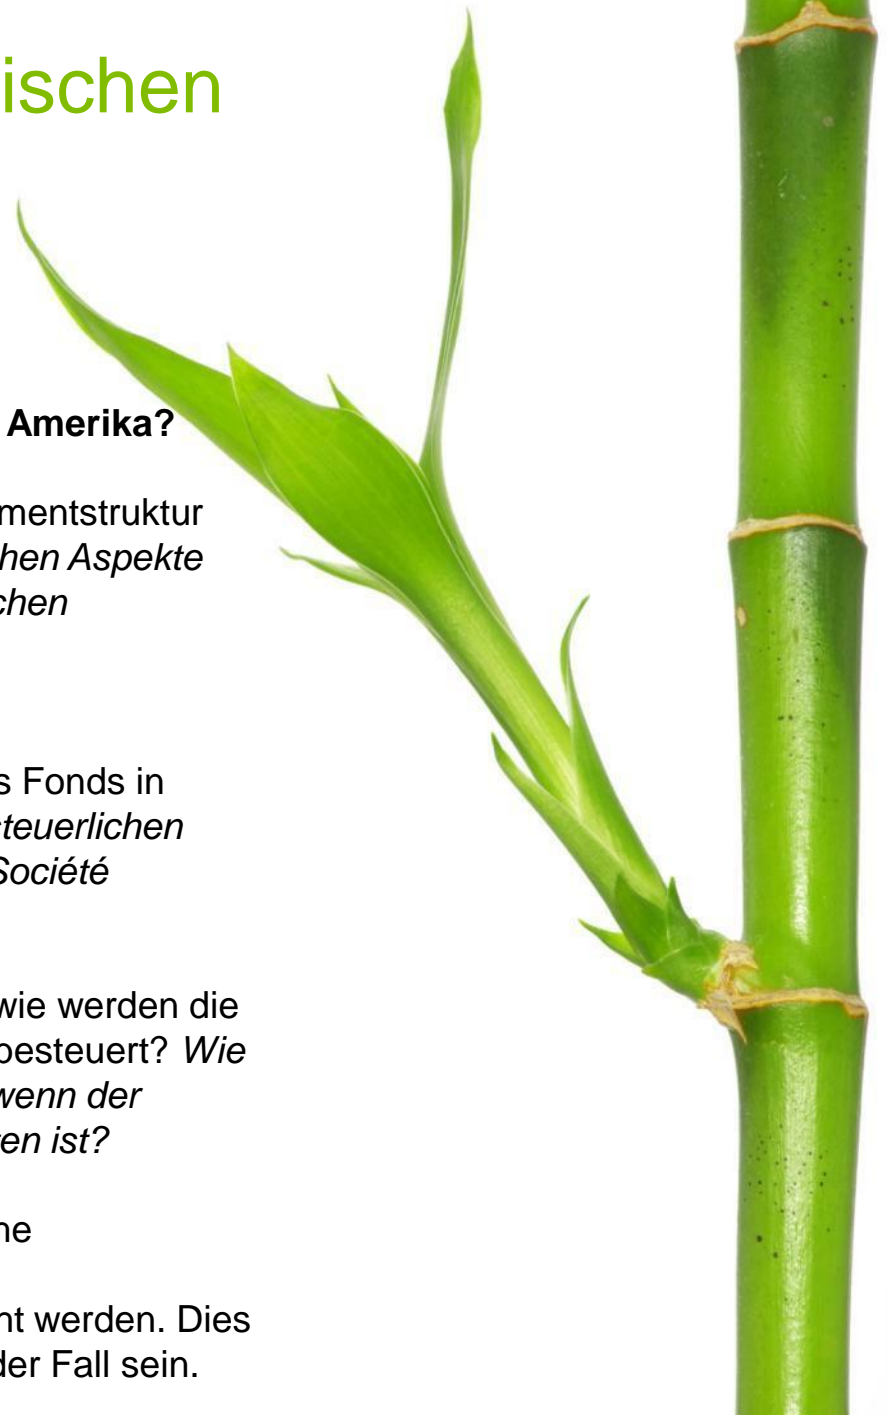 ischen
Amerika?
mentstruktur
hen Aspekte
chen
s Fonds in
steuerlichen
Société
wie werden die
besteuert? Wie
wenn der
en ist?
ne
nt werden. Dies
der Fall sein.